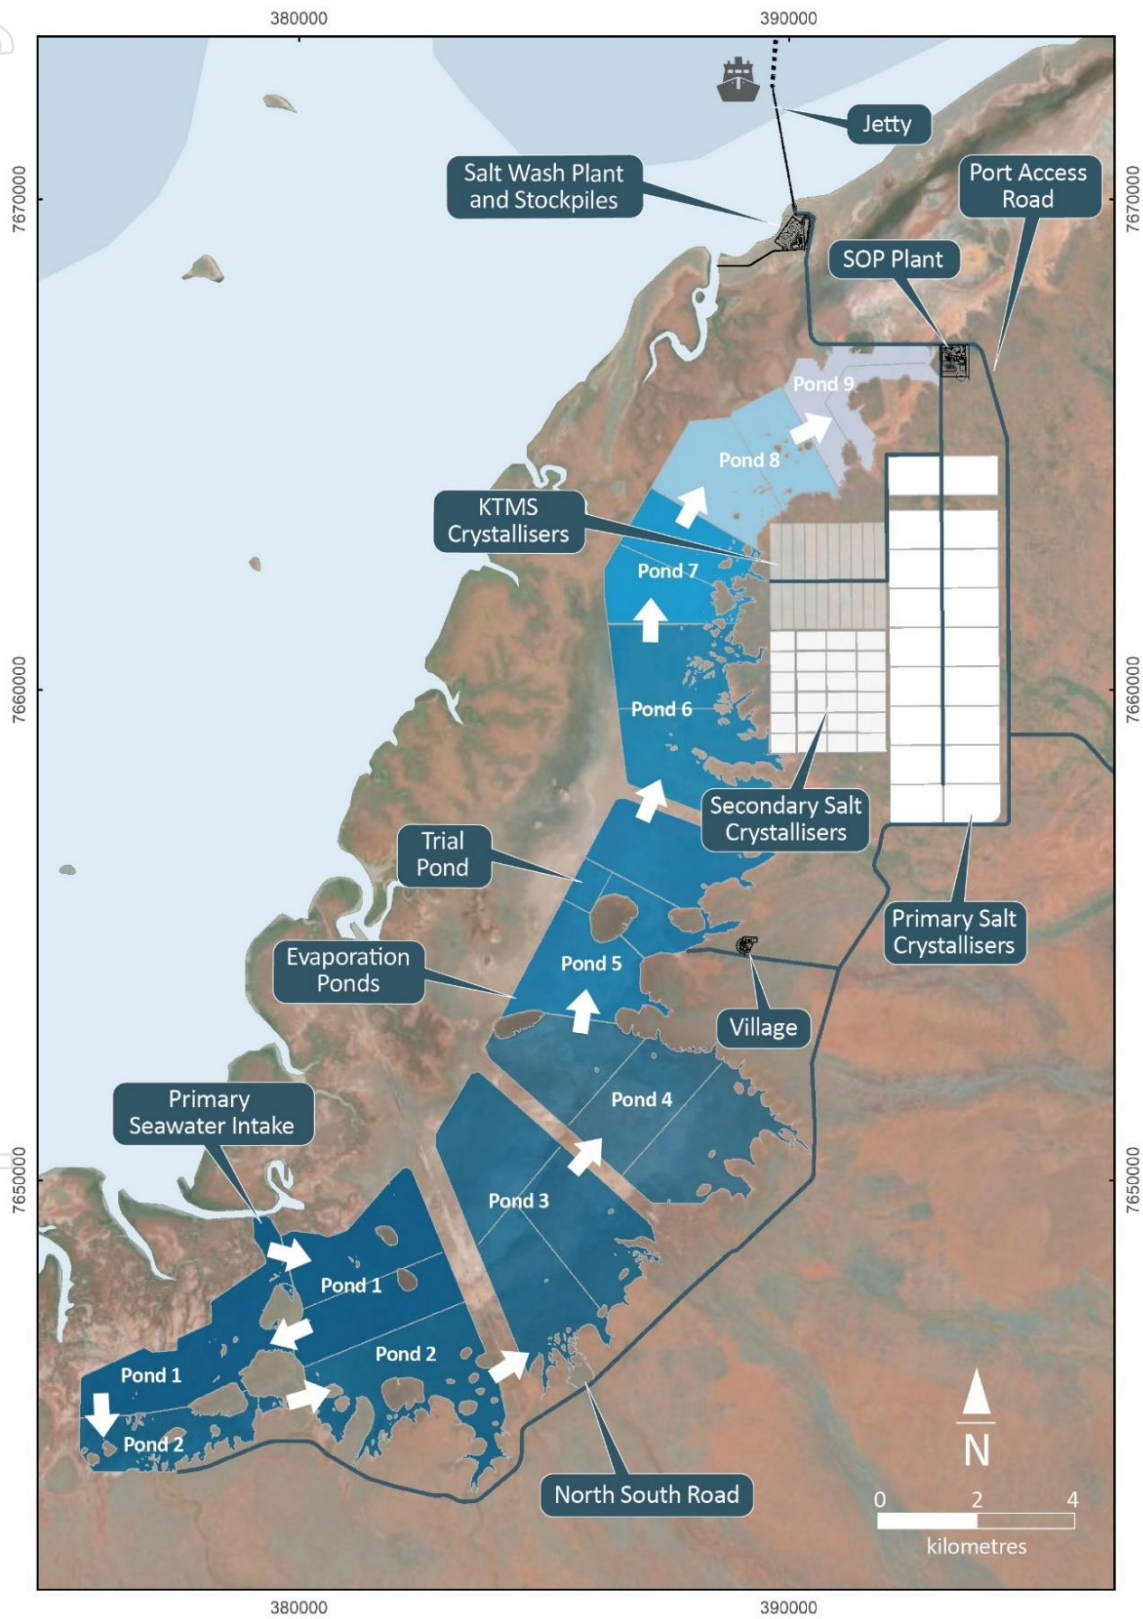 380000
390000
Jetty
Salt Wash Plant
and Stockpiles
Port Access
Road
7670000
7670000
SOP Plant
Pond 9
Pond 8
KTMS
Crystallisers
Pond 7
7660000
7660000
Pond 6
Secondary Salt
Crystallisers
Trial
Pond
Primary Salt
Crystallisers
Evaporation
Ponds
Pond 5
Village
Primary
Seawater Intake
Pond 4
7650000
7650000
Pond 3
Pond 1
Pond 2
Pond 1
Pond 2
N
North South Road
0 2 4
kilometres
380000
390000